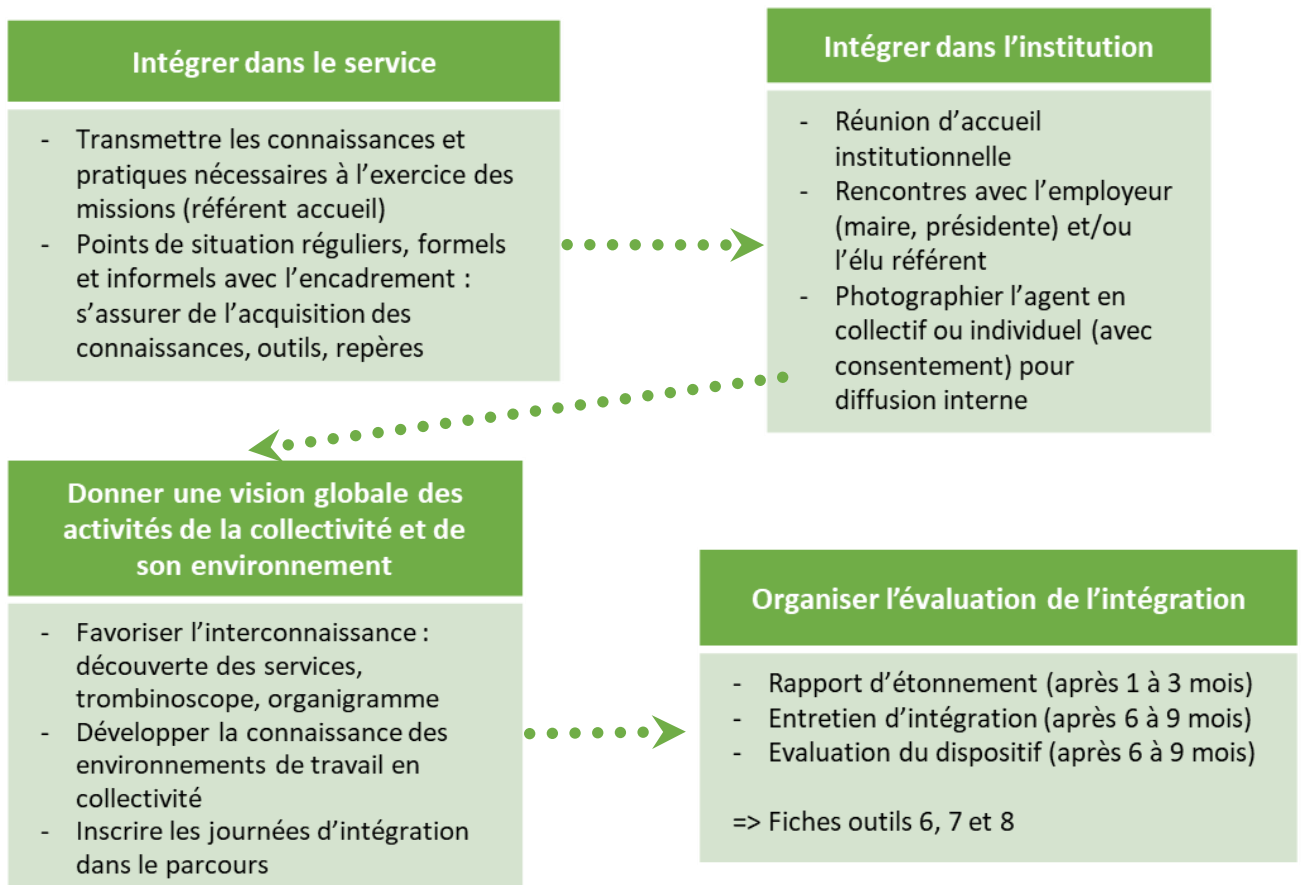 Intégrer dans le service
- Transmettre les connaissances et
pratiques nécessaires à l'exercice des
missions (référent accueil)
- Points de situation réguliers, formels
et informels avec l'encadrement :
s'assurer de l'acquisition des
connaissances, outils, repères
Intégrer dans l'institution
- Réunion d'accueil
institutionnelle
- Rencontres avec l'employeur
(maire, présidente) et/ou
l'élu référent
- Photographier l'agent en
collectif ou individuel (avec
consentement) pour
diffusion interne
Donner une vision globale des
activités de la collectivité et de
son environnement
- Favoriser l'interconnaissance :
découverte des services,
trombinoscope, organigramme
- Développer la connaissance des
environnements de travail en
collectivité
- Inscrire les journées d'intégration
dans le parcours
Organiser l'évaluation de l'intégration
- Rapport d'étonnement (après 1 à 3 mois)
- Entretien d'intégration (après 6 à 9 mois)
- Evaluation du dispositif (après 6 à 9 mois)
=> Fiches outils 6, 7 et 8